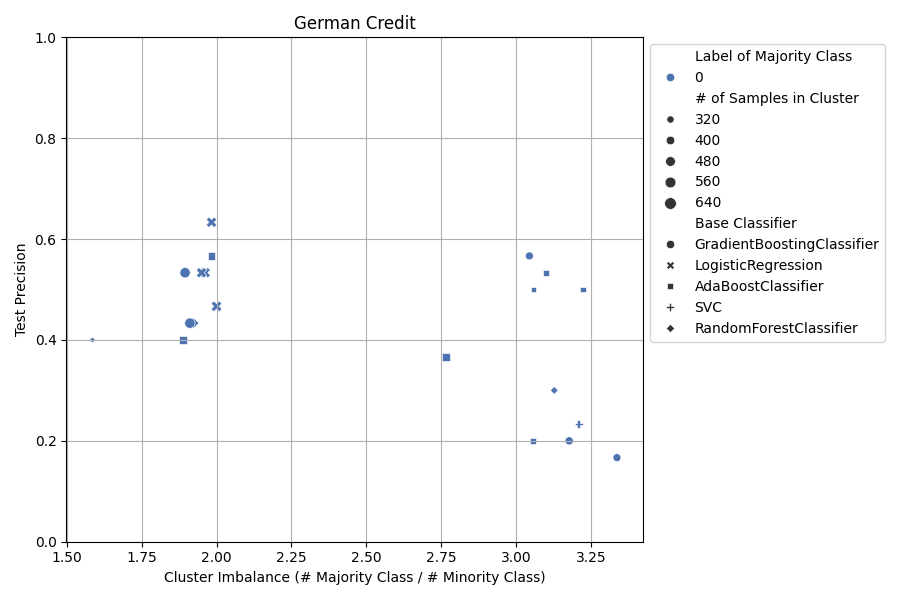 German Credit
Test Precision
1.0
0.8
0.6
0.4
0.2
0.0
1.50 1.75 2.00 2.25 2.50 2.75 3.00 3.25
Cluster Imbalance (# Majority Class / # Minority Class)
Label of Majority Class
0
# of Samples in Cluster
320
400
480
560
640
Base Classifier
GradientBoostingClassifier
LogisticRegression
AdaBoostClassifier
SVC
RandomForestClassifier